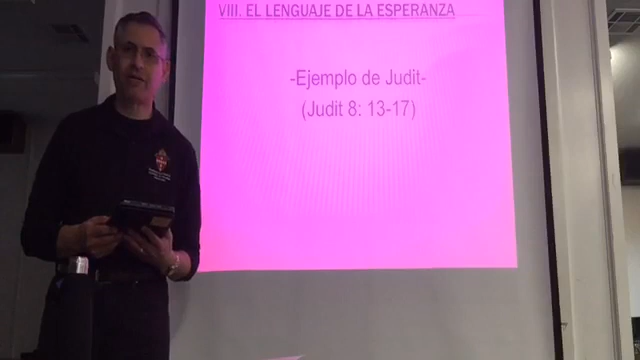 VIII. EL LENGUAJE DE LA ESPERANZA
-Ejemplo de Judit-
(Judit 8: 13-17)